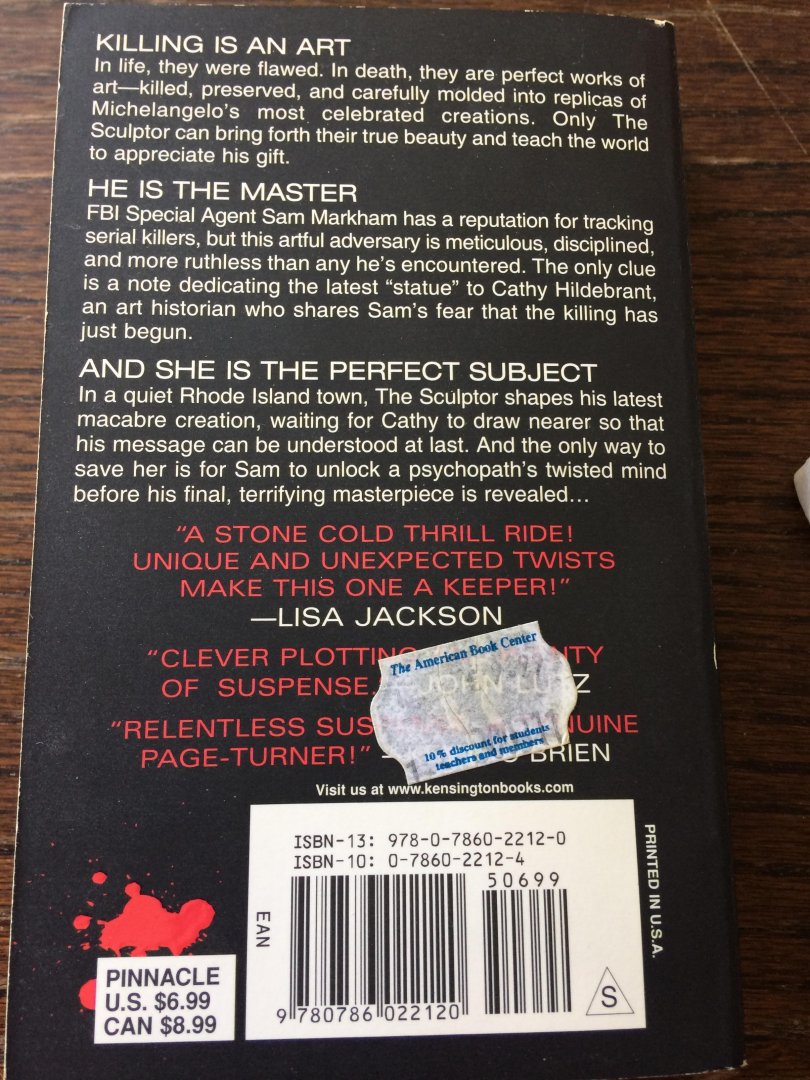 KILLING IS AN ART
In life, they were flawed. In death, they are perfect works of
art—killed, preserved, and carefully molded into replicas of
Michelangelo's most celebrated creations. Only The
Sculptor can bring forth their true beauty and teach the world
to appreciate his gift.
HE IS THE MASTER
FBI Special Agent Sam Markham has a reputation for tracking
serial killers, but this artful adversary is meticulous, disciplined,
and more ruthless than any he's encountered. The only clue
is a note dedicating the latest "statue" to Cathy Hildebrant,
an art historian who shares Sam's fear that the killing has
just begun.
AND SHE IS THE PERFECT SUBJECT
In a quiet Rhode Island town, The Sculptor shapes his latest
macabre creation, waiting for Cathy to draw nearer so that
his message can be understood at last. And the only way to
save her is for Sam to unlock a psychopath's twisted mind
before his final, terrifying masterpiece is revealed...
"A STONE COLD THRILL RIDE!
UNIQUE AND UNEXPECTED TWISTS
MAKE THIS ONE A KEEPER!"
—LISA JACKSON
"CLEVER PLOTTING
OF SUSPENSE. JOHN LUTZ
"RELENTLESS
PAGE-TURNER!" BRIEN
The American Book Center
10% discount for students
teachers and members
Visit us at www.kensingtonbooks.com
ISBN-13: 978-0-7860-2212-0
ISBN-10: 0-7860-2212-4
50699
EAN
9 780786 022120
S
PRINTED IN U.S.A.
PINNACLE
U.S. $6.99
CAN $8.99